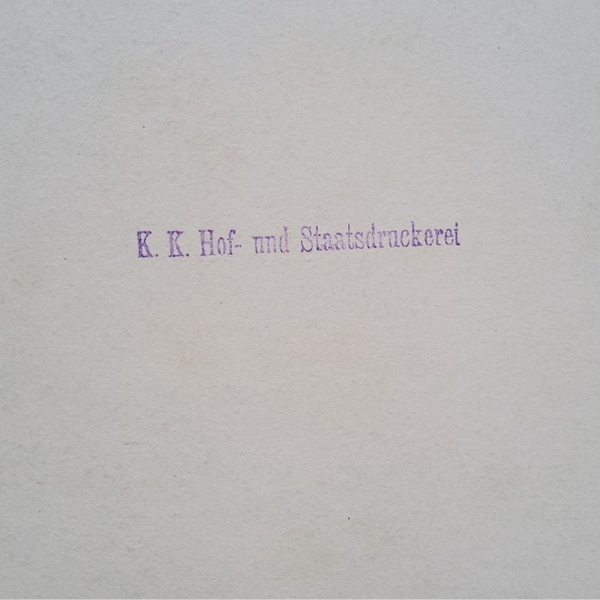 K. K. Hof- und Staatsdruckerei